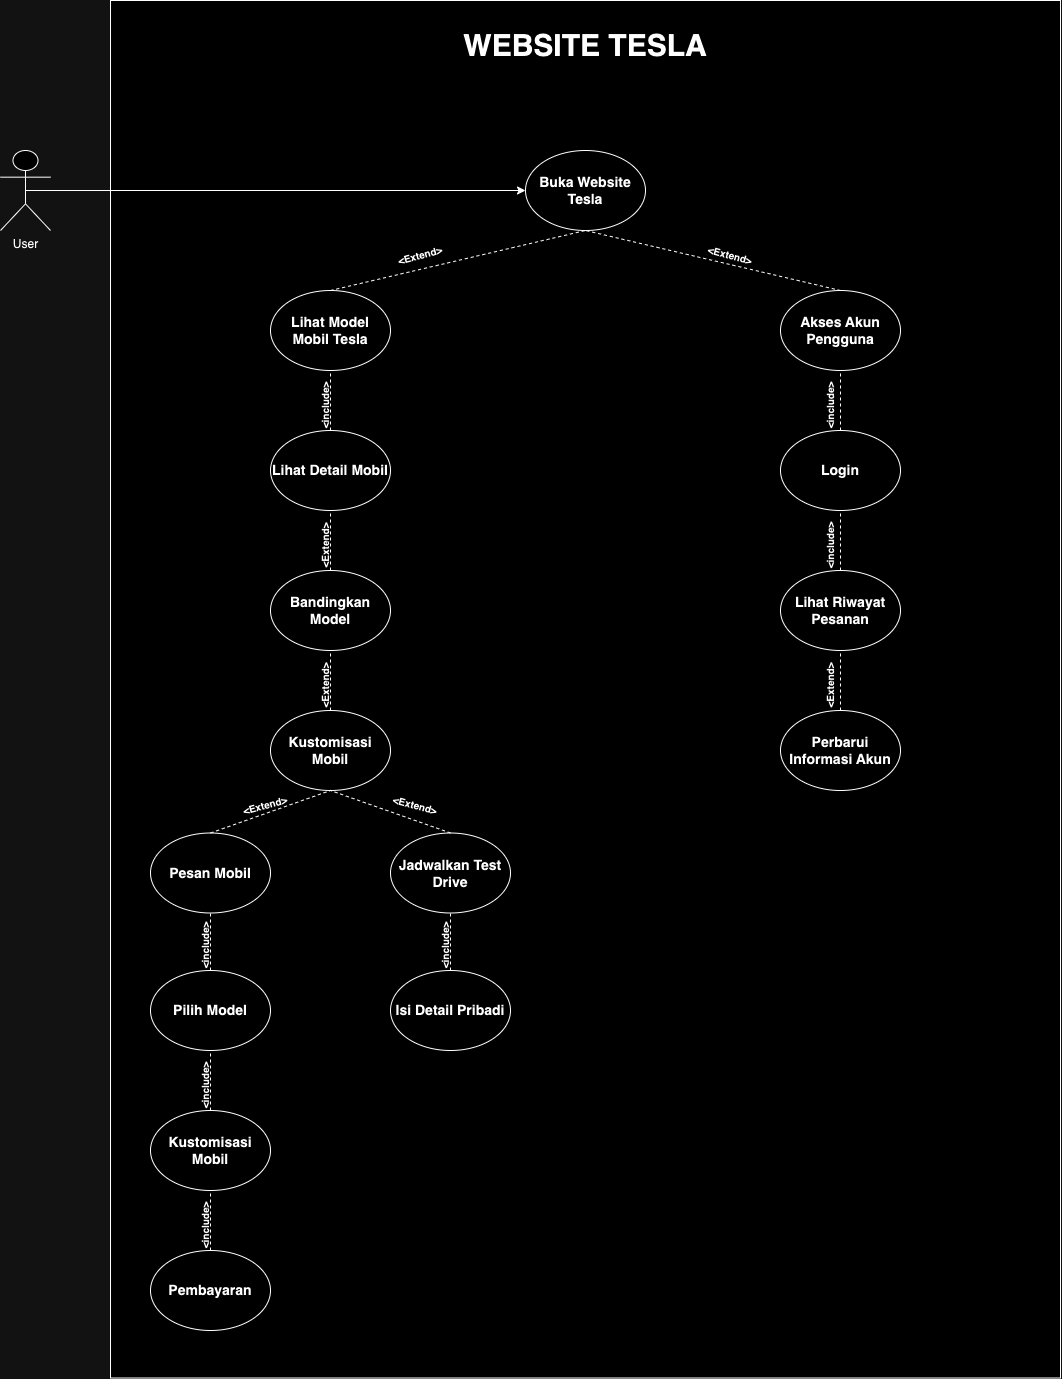 WEBSITE TESLA
User
Buka Website
Tesla
<Extend>
<Extend>
Lihat Model
Mobil Tesla
Akses Akun
Pengguna
<include>
<include>
Lihat Detail Mobil
Login
<Extend>
<include>
Bandingkan
Model
Lihat Riwayat
Pesanan
<Extend>
<Extend>
Kustomisasi
Mobil
Perbarui
Informasi Akun
<Extend>
<Extend>
Pesan Mobil
Jadwalkan Test
Drive
<include>
<include>
Pilih Model
Isi Detail Pribadi
<include>
Kustomisasi
Mobil
<include>
Pembayaran